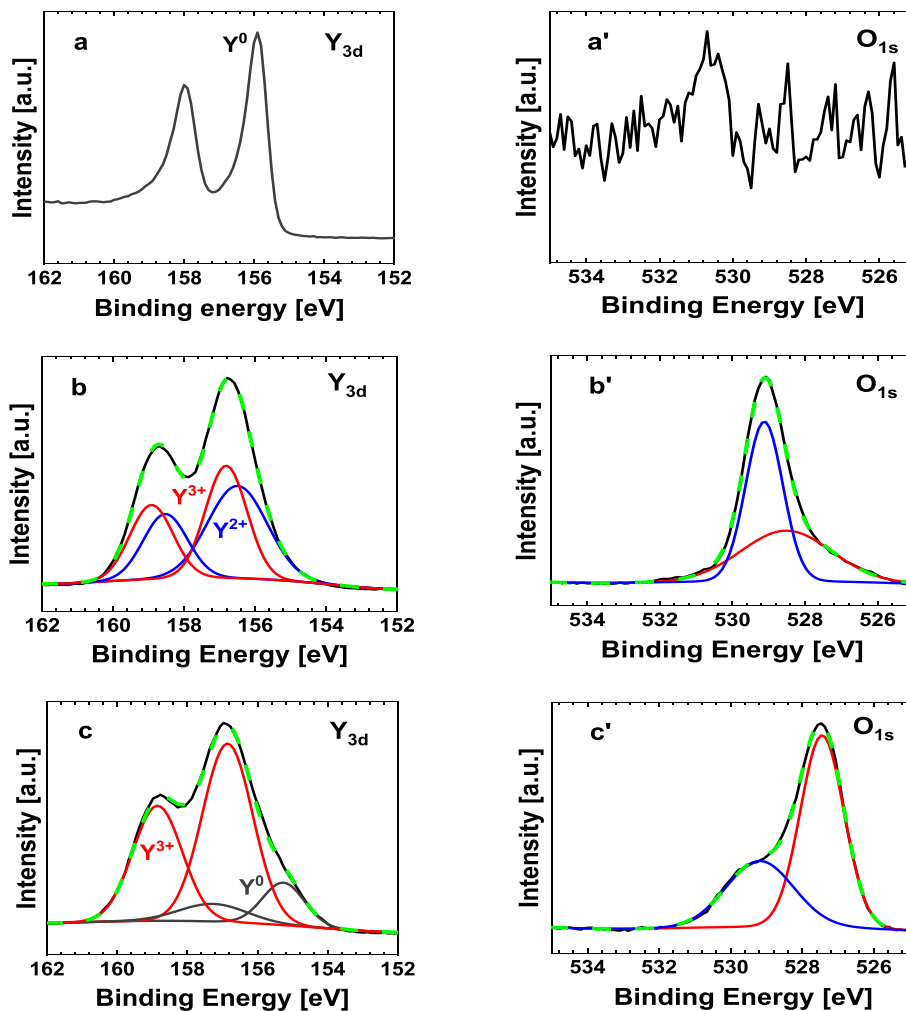 a Y⁰ Y₃d
Intensity [a.u.]
162 160 158 156 154 152
Binding energy [eV]
a' O₁s
Intensity [a.u.]
534 532 530 528 526
Binding Energy [eV]
b Y₃d
Y³⁺
Y²⁺
Intensity [a.u.]
162 160 158 156 154 152
Binding Energy [eV]
b' O₁s
Intensity [a.u.]
534 532 530 528 526
Binding Energy [eV]
c Y₃d
Y³⁺
Y⁰
Intensity [a.u.]
162 160 158 156 154 152
Binding Energy [eV]
c' O₁s
Intensity [a.u.]
534 532 530 528 526
Binding Energy [eV]